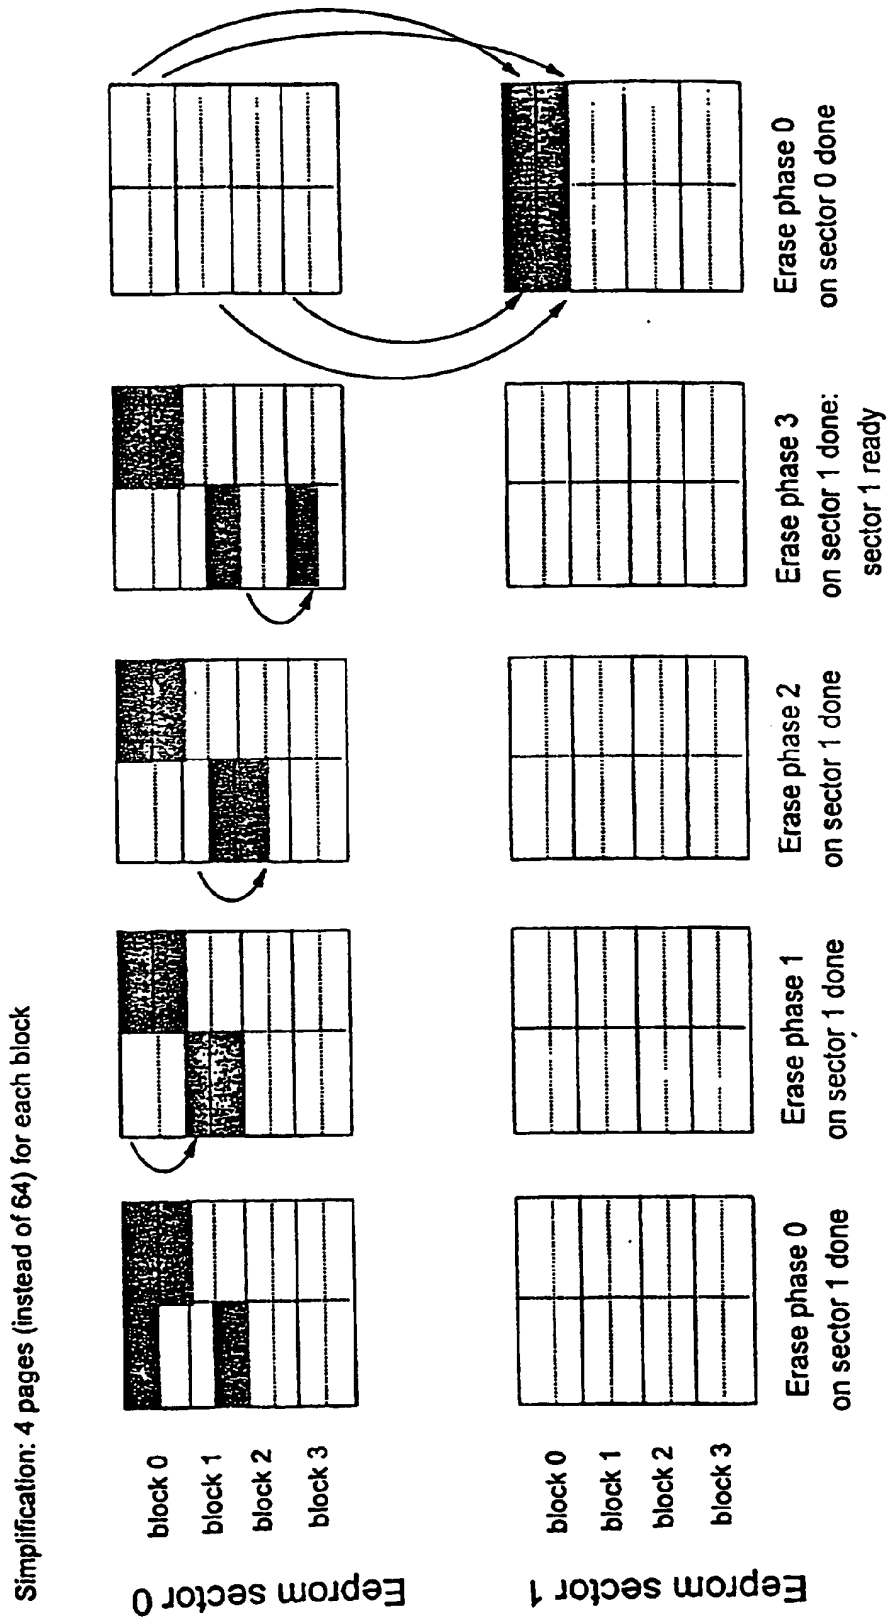 Simplification: 4 pages (instead of 64) for each block
Eeprom sector 0
block 0
block 1
block 2
block 3
Eeprom sector 1
block 0
block 1
block 2
block 3
Erase phase 0
on sector 1 done
Erase phase 1
on sector 1 done
Erase phase 2
on sector 1 done
Erase phase 3
on sector 1 done:
sector 1 ready
Erase phase 0
on sector 0 done